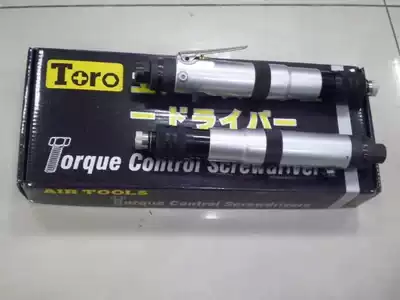 Toro
ードライバー
Torque Control Screwdrivers
AIR TOOLS
Torque Control Screwdrivers